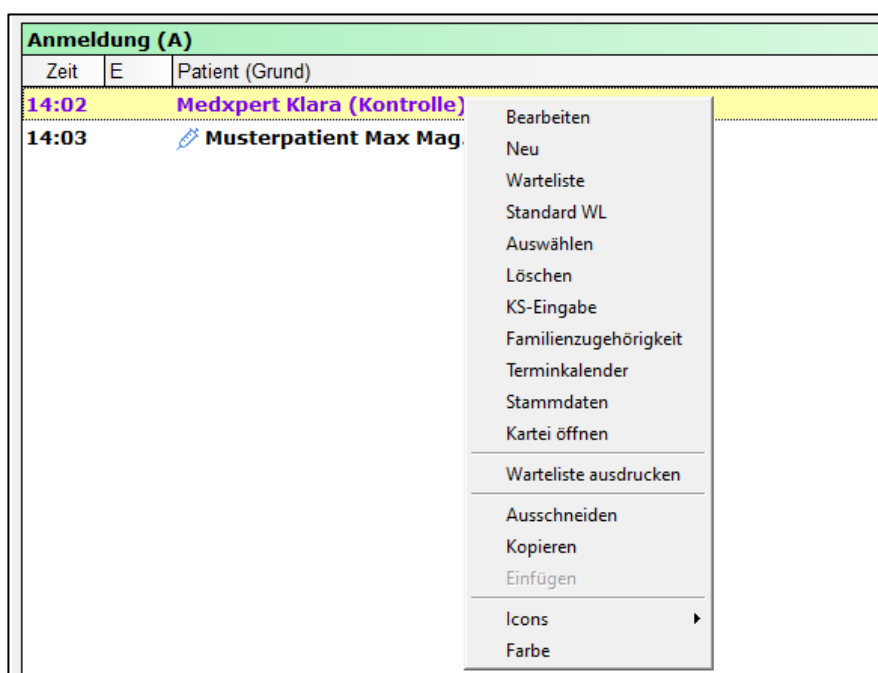 Anmeldung (A)
Zeit E Patient (Grund)
14:02 Medxpert Klara (Kontrolle)
14:03 Musterpatient Max Mag.
Bearbeiten
Neu
Warteliste
Standard WL
Auswählen
Löschen
KS-Eingabe
Familienzugehörigkeit
Terminkalender
Stammdaten
Kartei öffnen
Warteliste ausdrucken
Ausschneiden
Kopieren
Einfügen
Icons
Farbe